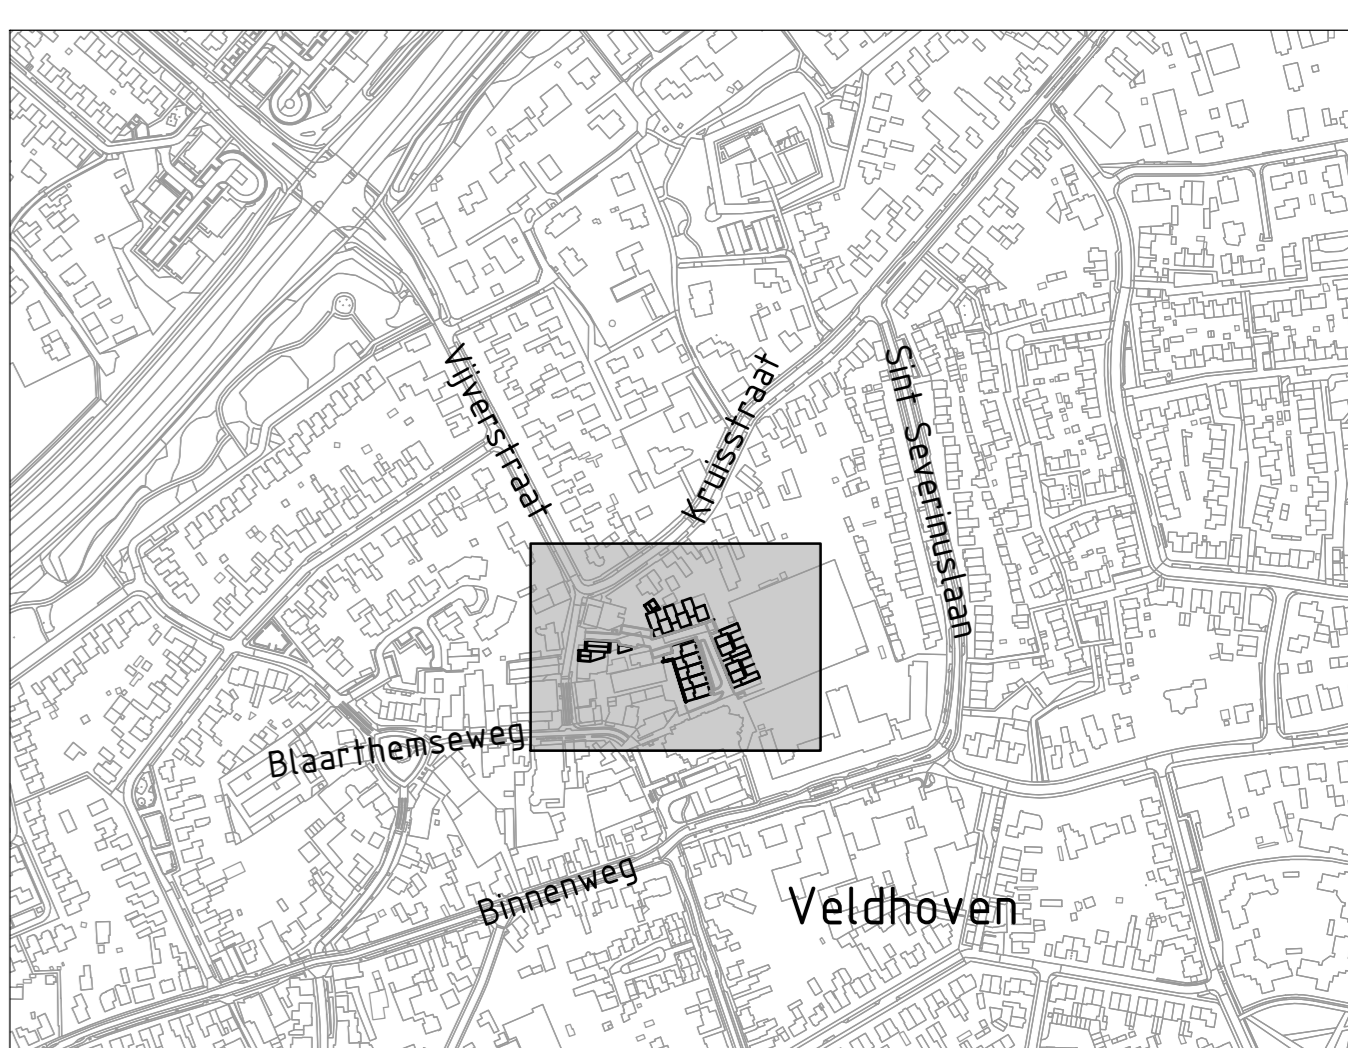 Vijverstraat
Kruisstraat
Sint Severinuslaan
Blaarthemseweg
Binnenweg
Veldhoven